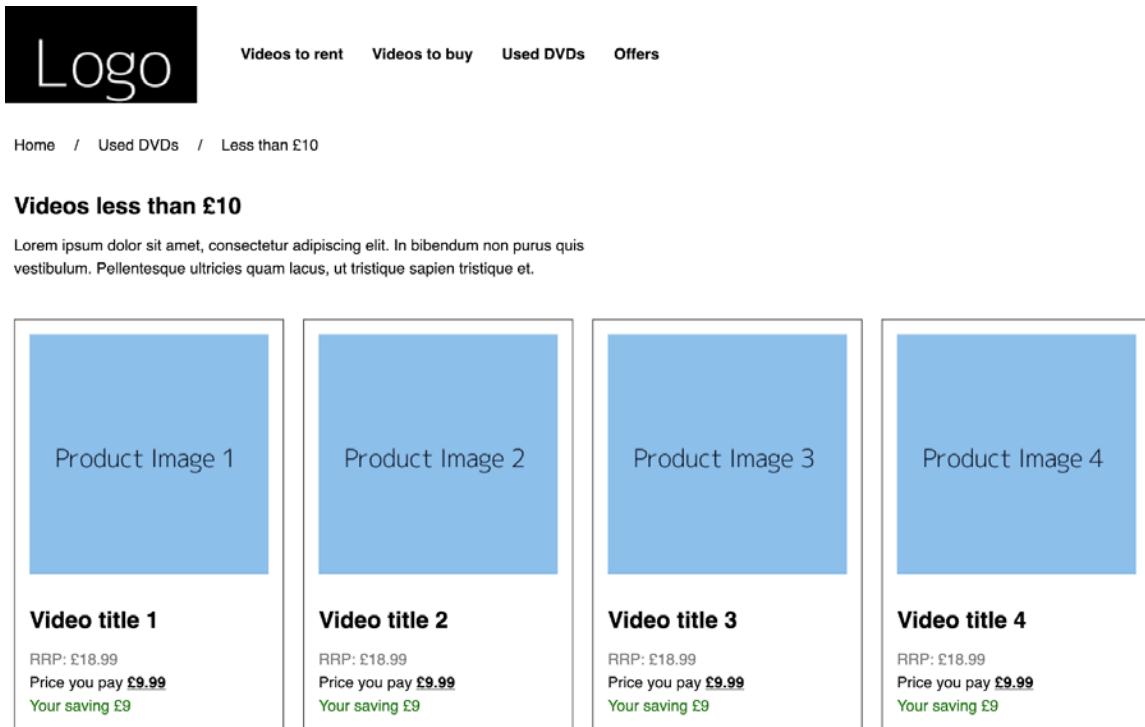 Logo
Videos to rent Videos to buy Used DVDs Offers
Home / Used DVDs / Less than £10
Videos less than £10
Lorem ipsum dolor sit amet, consectetur adipiscing elit. In bibendum non purus quis
vestibulum. Pellentesque ultricies quam lacus, ut tristique sapien tristique et.
Product Image 1
Video title 1
RRP: £18.99
Price you pay £9.99
Your saving £9
Product Image 2
Video title 2
RRP: £18.99
Price you pay £9.99
Your saving £9
Product Image 3
Video title 3
RRP: £18.99
Price you pay £9.99
Your saving £9
Product Image 4
Video title 4
RRP: £18.99
Price you pay £9.99
Your saving £9